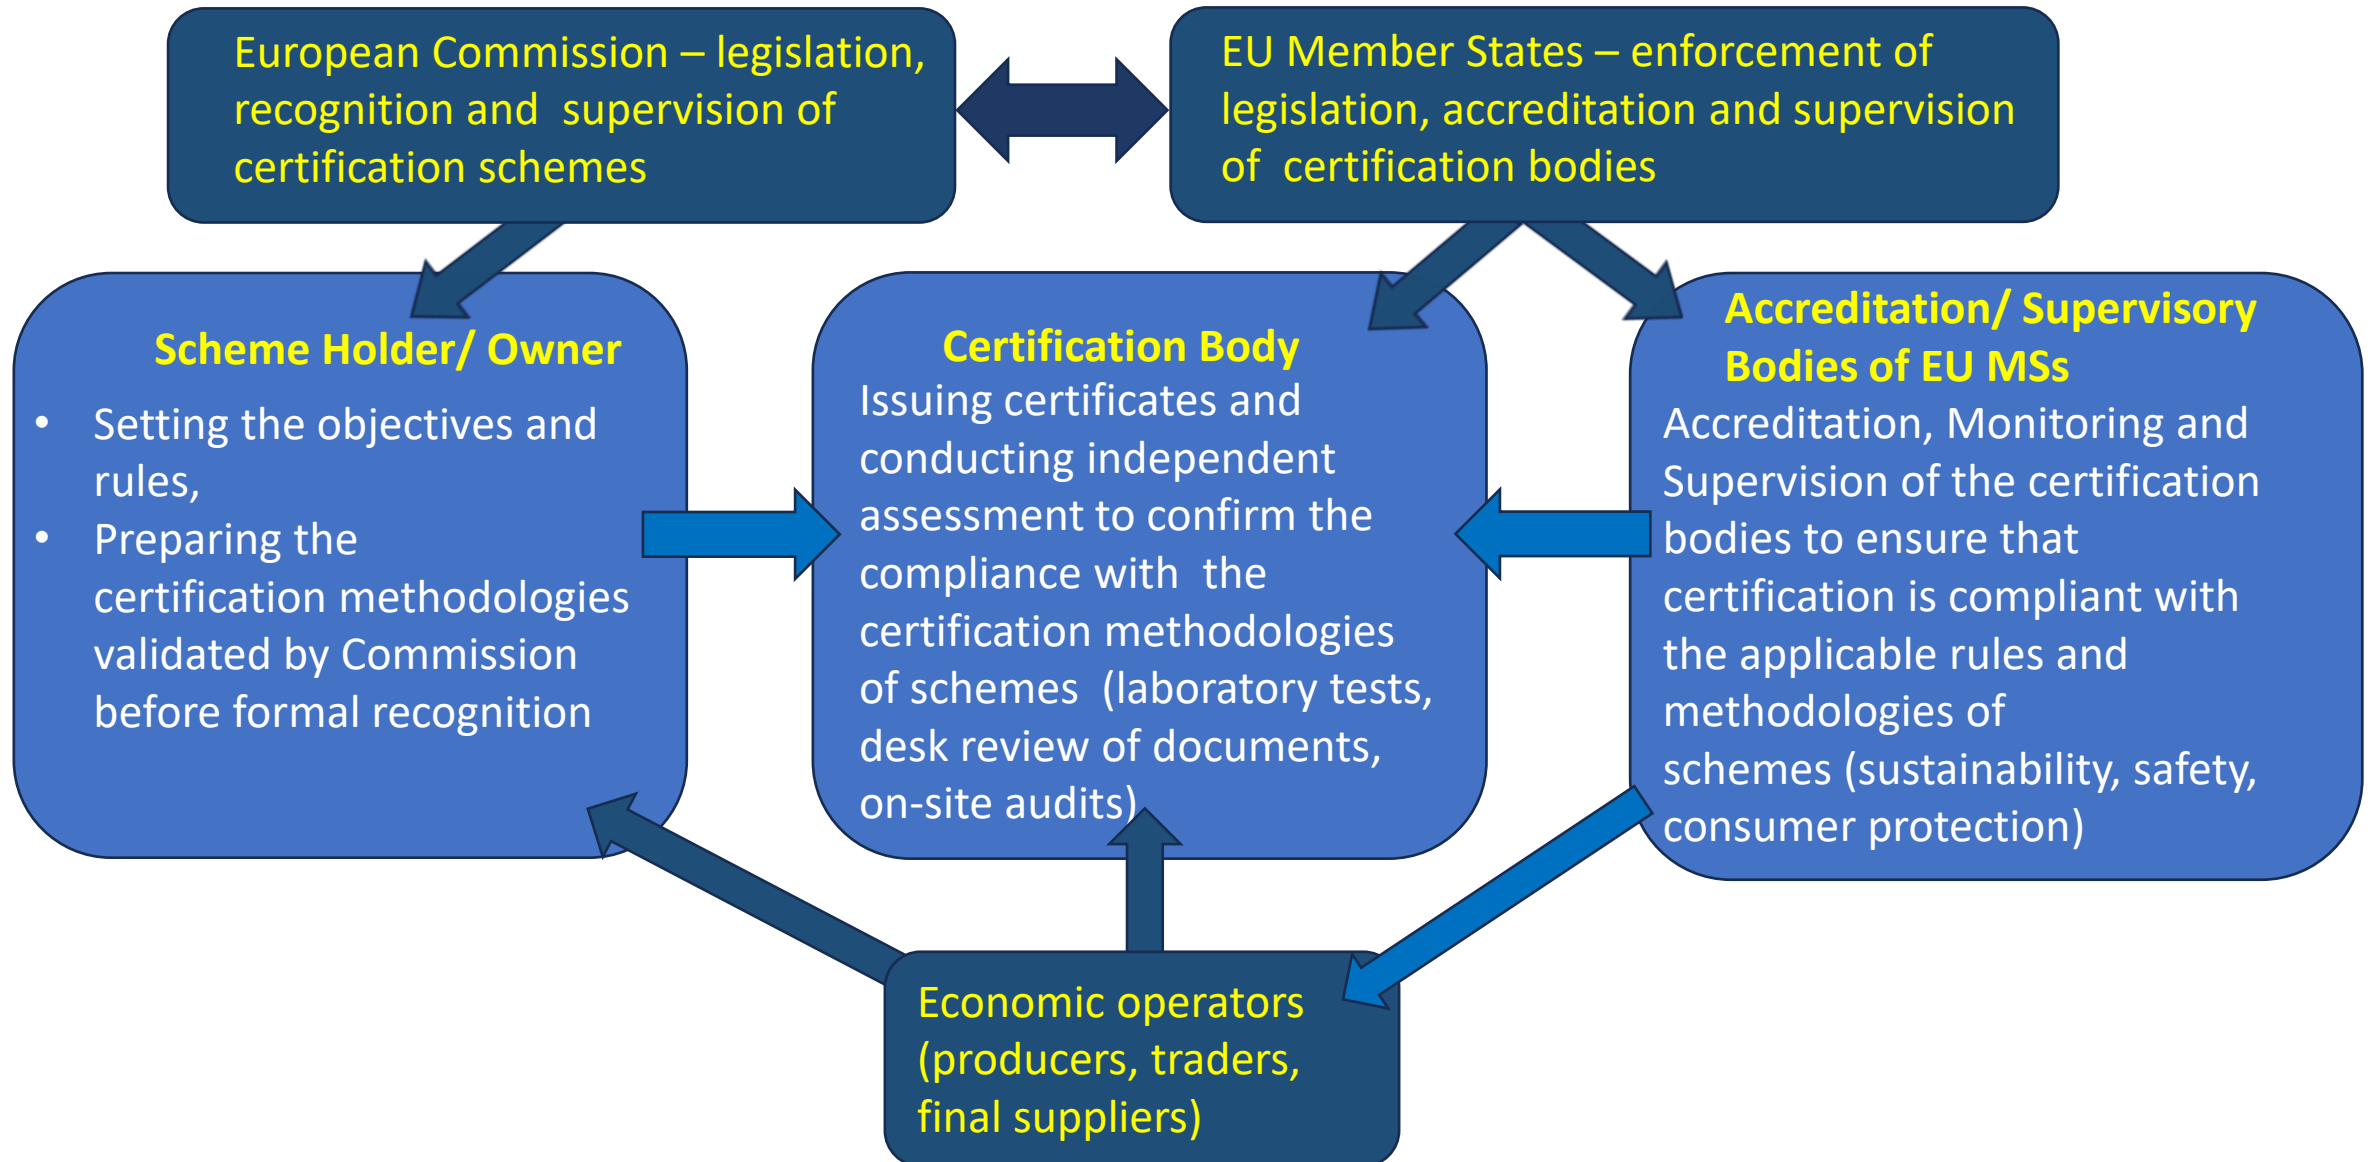 European Commission – legislation,
recognition and  supervision of
certification schemes
EU Member States – enforcement of
legislation, accreditation and supervision
of  certification bodies
Scheme Holder/ Owner
• Setting the objectives and
rules,
• Preparing the
certification methodologies
validated by Commission
before formal recognition
Certification Body
Issuing certificates and
conducting independent
assessment to confirm the
compliance with  the
certification methodologies
of schemes  (laboratory tests,
desk review of documents,
on-site audits)
Accreditation/ Supervisory
Bodies of EU MSs
Accreditation, Monitoring and
Supervision of the certification
bodies to ensure that
certification is compliant with
the applicable rules and
methodologies of
schemes (sustainability, safety,
consumer protection)
Economic operators
(producers, traders,
final suppliers)